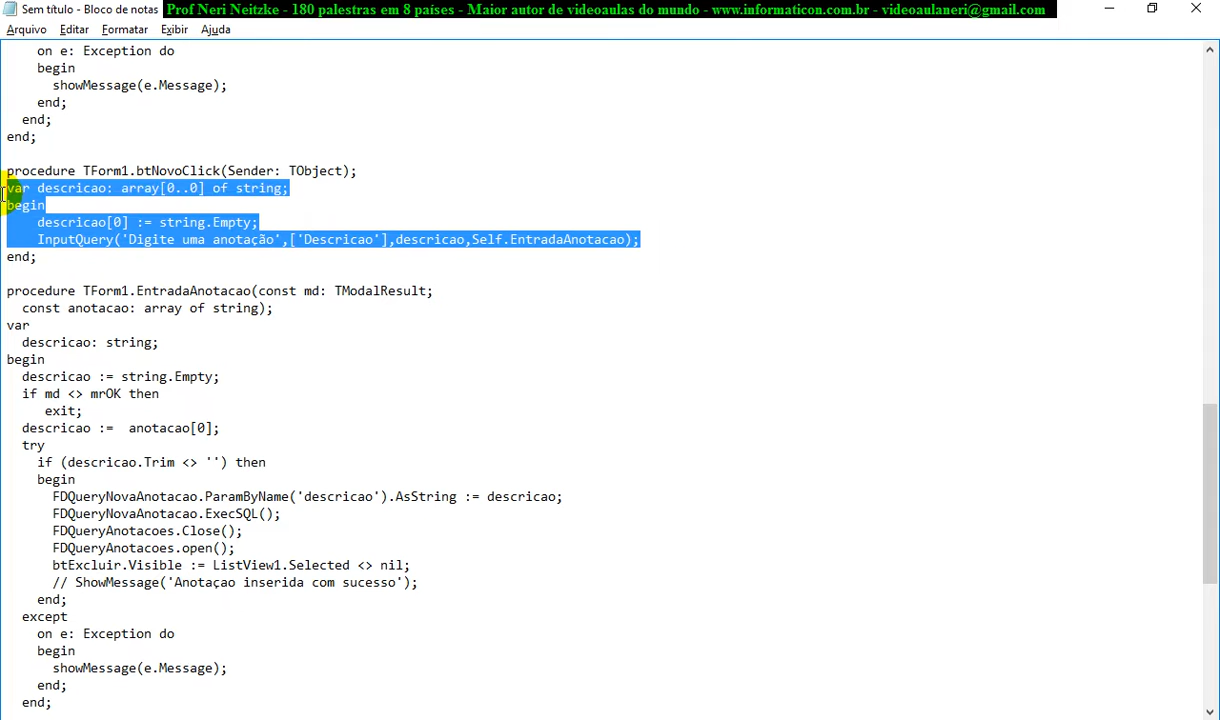 Sem título - Bloco de notas
Prof Neri Neitzke - 180 palestras em 8 países - Maior autor de videoaulas do mundo - www.informaticon.com.br - videoaulaneri@gmail.com
Arquivo Editar Formatar Exibir Ajuda
    on e: Exception do
    begin
      showMessage(e.Message);
    end;
  end;
end;

procedure TForm1.btNovoClick(Sender: TObject);
var descricao: array[0..0] of string;
begin
    descricao[0] := string.Empty;
    InputQuery('Digite uma anotação',['Descricao'],descricao,Self.EntradaAnotacao);
end;

procedure TForm1.EntradaAnotacao(const md: TModalResult;
  const anotacao: array of string);
var
  descricao: string;
begin
  descricao := string.Empty;
  if md <> mrOK then
     exit;
  descricao :=  anotacao[0];
  try
    if (descricao.Trim <> '') then
    begin
      FDQueryNovaAnotacao.ParamByName('descricao').AsString := descricao;
      FDQueryNovaAnotacao.ExecSQL();
      FDQueryAnotacoes.Close();
      FDQueryAnotacoes.open();
      btExcluir.Visible := ListView1.Selected <> nil;
      // ShowMessage('Anotaçao inserida com sucesso');
    end;
  except
    on e: Exception do
    begin
      showMessage(e.Message);
    end;
  end;